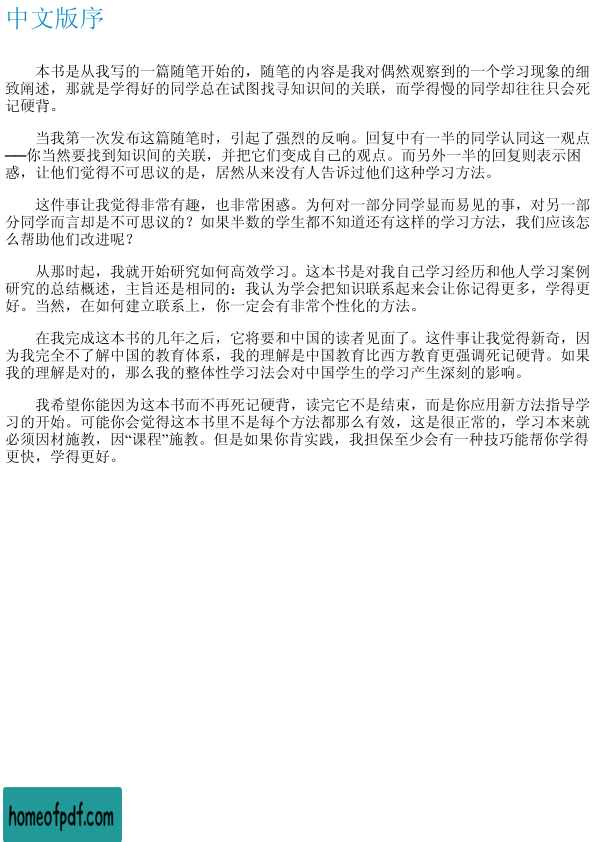 中文版序
本书是从我写的一篇随笔开始的，随笔的内容是我对偶然观察到的一个学习现象的细
致阐述，那就是学得好的同学总在试图找寻知识间的关联，而学得慢的同学却往往只会死
记硬背。
当我第一次发布这篇随笔时，引起了强烈的反响。回复中有一半的同学认同这一观点
──你当然要找到知识间的关联，并把它们变成自己的观点。而另外一半的回复则表示困
惑，让他们觉得不可思议的是，居然从来没有人告诉过他们这种学习方法。
这件事让我觉得非常有趣，也非常困惑。为何对一部分同学显而易见的事，对另一部
分同学而言却是不可思议的？如果半数的学生都不知道还有这样的学习方法，我们应该怎
么帮助他们改进呢？
从那时起，我就开始研究如何高效学习。这本书是对我自己学习经历和他人学习案例
研究的总结概述，主旨还是相同的：我认为学会把知识联系起来会让你记得更多，学得更
好。当然，在如何建立联系上，你一定会有非常个性化的方法。
在我完成这本书的几年之后，它将要和中国的读者见面了。这件事让我觉得新奇，因
为我完全不了解中国的教育体系，我的理解是中国教育比西方教育更强调死记硬背。如果
我的理解是对的，那么我的整体性学习法会对中国学生的学习产生深刻的影响。
我希望你能因为这本书而不再死记硬背，读完它不是结束，而是你应用新方法指导学
习的开始。可能你会觉得这本书里不是每个方法都那么有效，这是很正常的，学习本来就
必须因材施教，因“课程”施教。但是如果你肯实践，我担保至少会有一种技巧能帮你学得
更快，学得更好。
homeofpdf.com